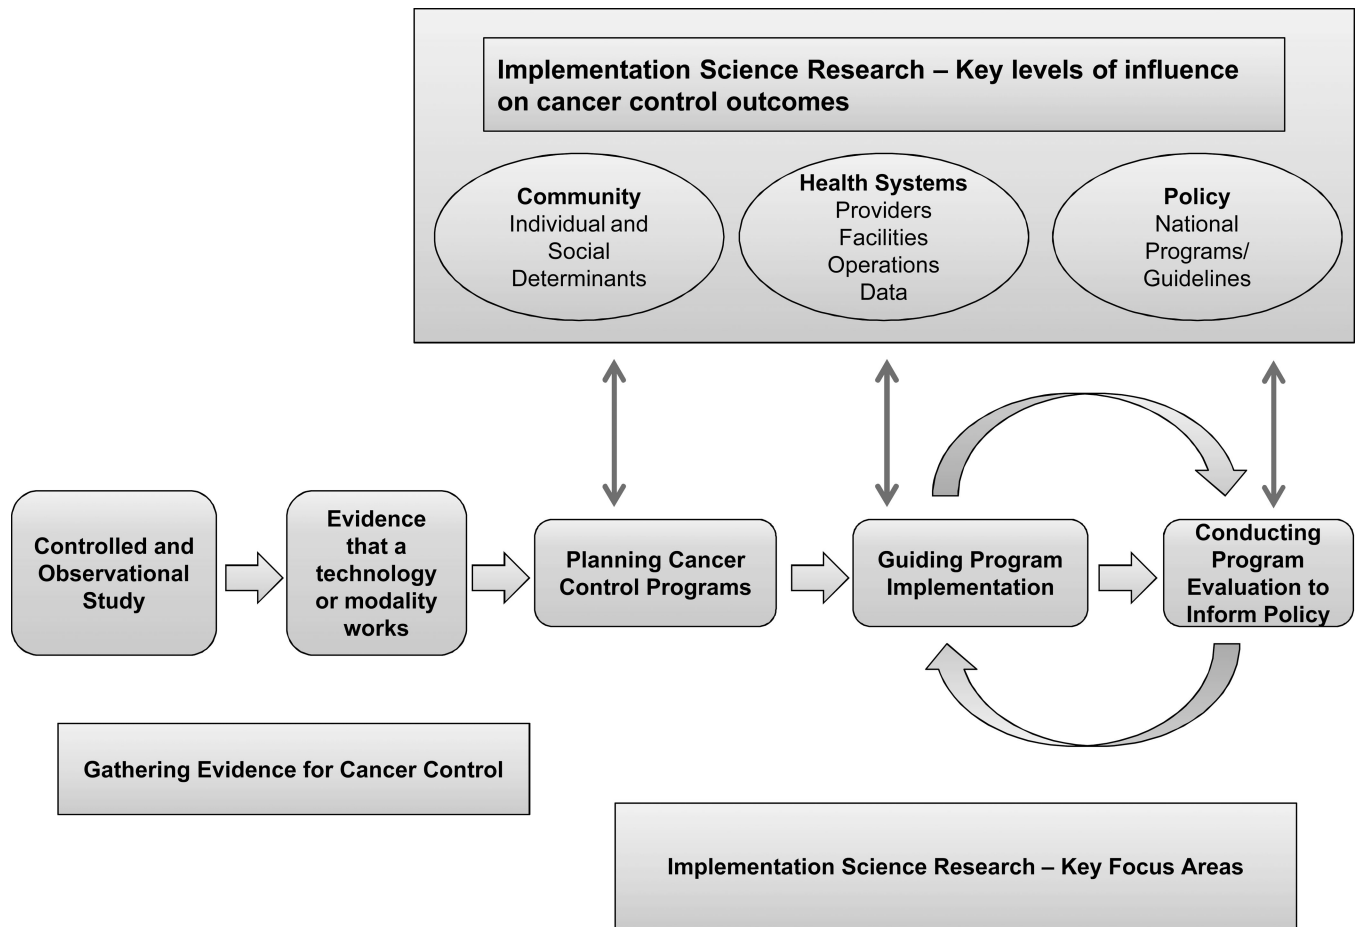 Implementation Science Research – Key levels of influence
on cancer control outcomes
Community
Individual and
Social
Determinants
Health Systems
Providers
Facilities
Operations
Data
Policy
National
Programs/
Guidelines
Controlled and
Observational
Study
Evidence
that a
technology
or modality
works
Planning Cancer
Control Programs
Guiding Program
Implementation
Conducting
Program
Evaluation to
Inform Policy
Gathering Evidence for Cancer Control
Implementation Science Research – Key Focus Areas